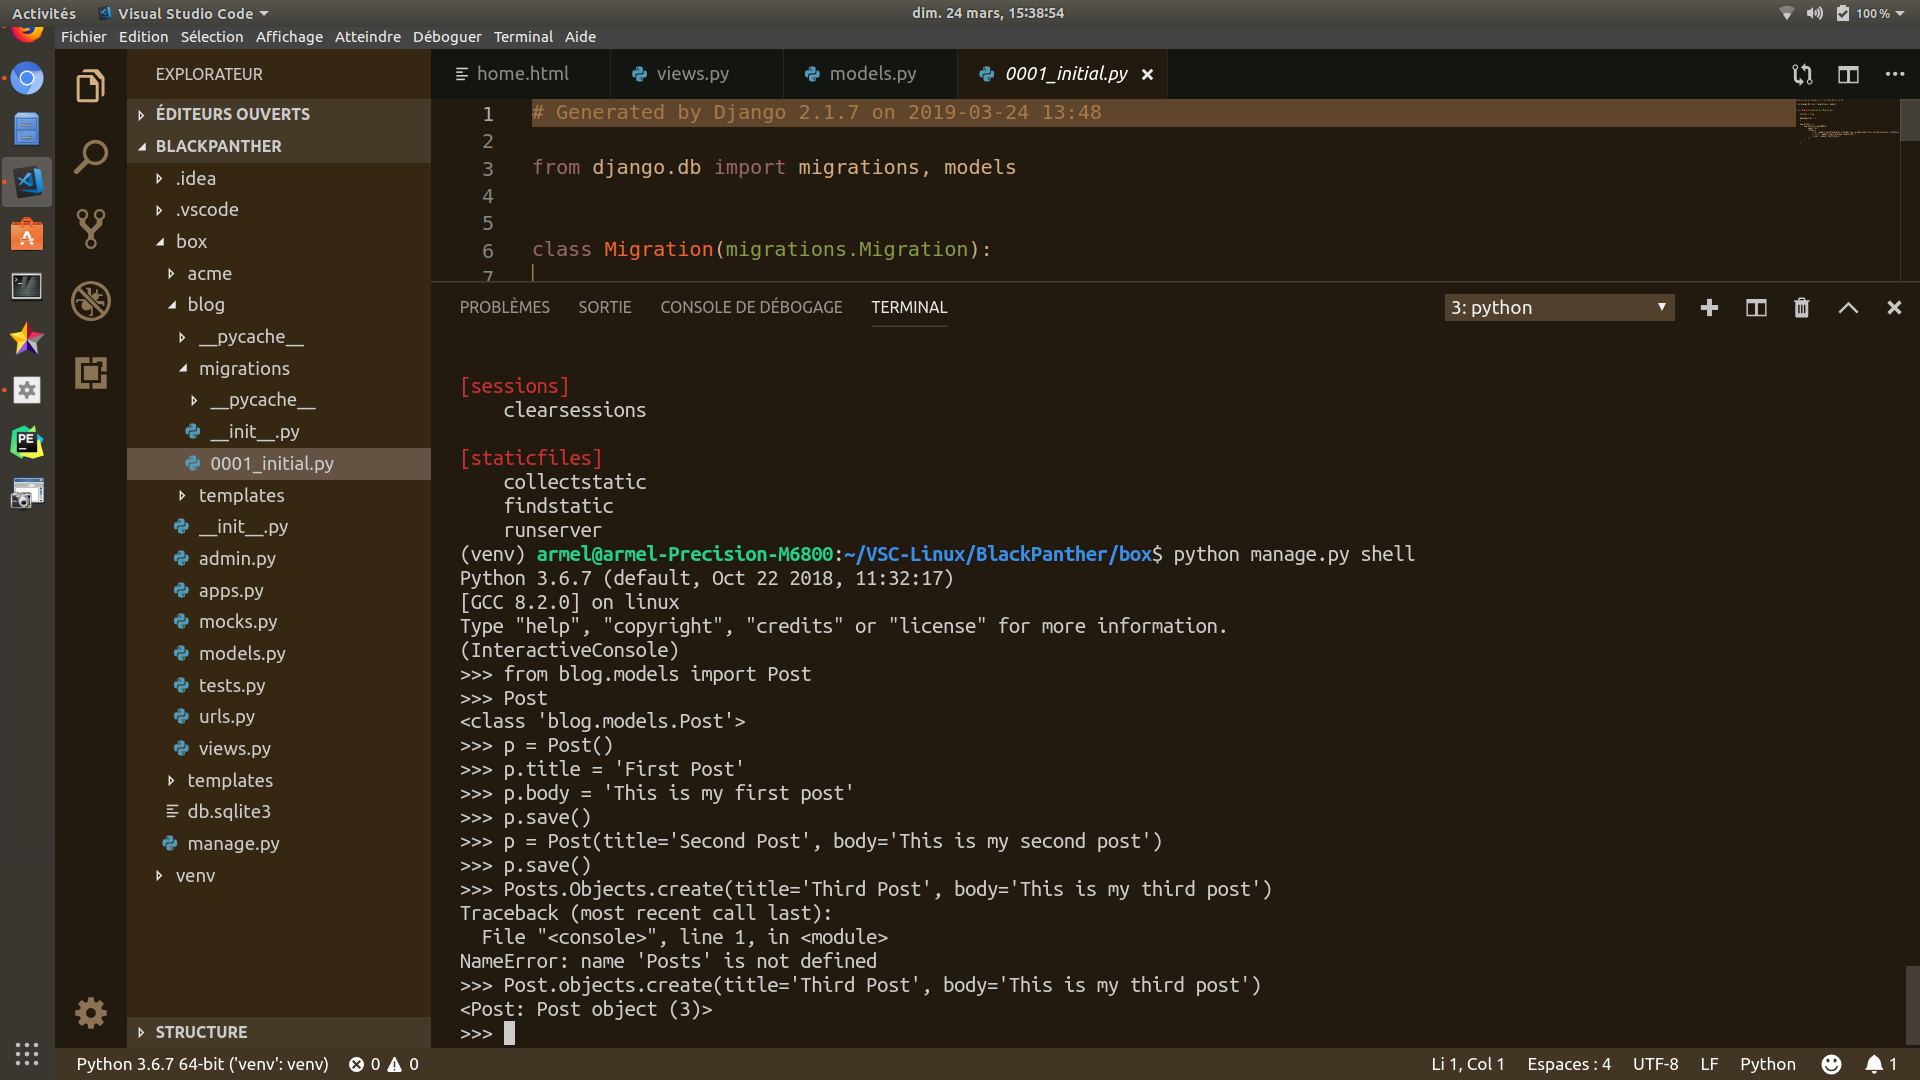 Activités
Visual Studio Code
dim. 24 mars, 15:38:54
100 %
Fichier Edition Sélection Affichage Atteindre Déboguer Terminal Aide
EXPLORATEUR
ÉDITEURS OUVERTS
BLACKPANTHER
.idea
.vscode
box
acme
blog
__pycache__
migrations
__pycache__
__init__.py
0001_initial.py
templates
__init__.py
admin.py
apps.py
mocks.py
models.py
tests.py
urls.py
views.py
templates
db.sqlite3
manage.py
venv
STRUCTURE
home.html
views.py
models.py
0001_initial.py
1 # Generated by Django 2.1.7 on 2019-03-24 13:48
2
3 from django.db import migrations, models
4
5
6 class Migration(migrations.Migration):
7
PROBLÈMES SORTIE CONSOLE DE DÉBOGAGE TERMINAL
3: python
[sessions]
    clearsessions
[staticfiles]
    collectstatic
    findstatic
    runserver
(venv) armel@armel-Precision-M6800:~/VSC-Linux/BlackPanther/box$ python manage.py shell
Python 3.6.7 (default, Oct 22 2018, 11:32:17)
[GCC 8.2.0] on linux
Type "help", "copyright", "credits" or "license" for more information.
(InteractiveConsole)
>>> from blog.models import Post
>>> Post
<class 'blog.models.Post'>
>>> p = Post()
>>> p.title = 'First Post'
>>> p.body = 'This is my first post'
>>> p.save()
>>> p = Post(title='Second Post', body='This is my second post')
>>> p.save()
>>> Posts.Objects.create(title='Third Post', body='This is my third post')
Traceback (most recent call last):
  File "<console>", line 1, in <module>
NameError: name 'Posts' is not defined
>>> Post.objects.create(title='Third Post', body='This is my third post')
<Post: Post object (3)>
>>>
Python 3.6.7 64-bit ('venv': venv)
0 0
Li 1, Col 1
Espaces : 4
UTF-8
LF
Python
1
PE